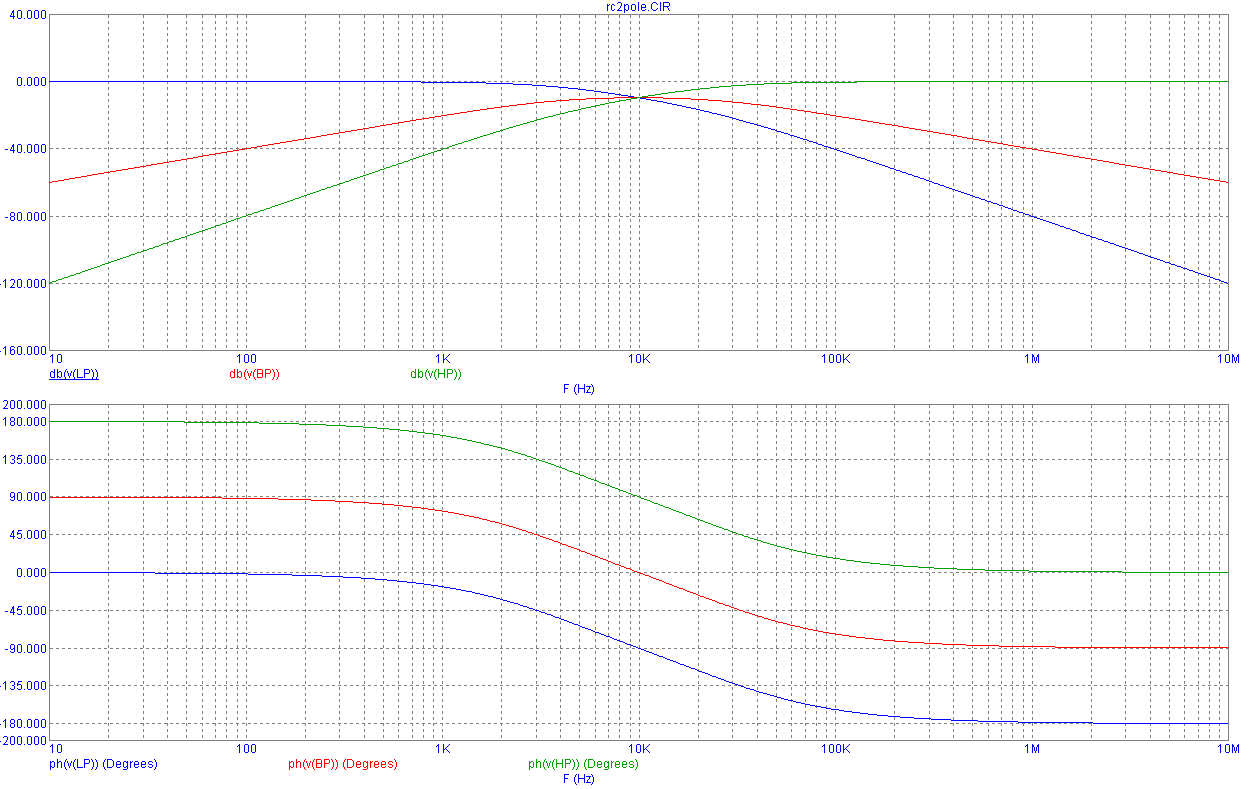 rc2pole.CIR
40.000
0.000
-40.000
-80.000
-120.000
-160.000
10 100 1K 10K 100K 1M 10M
db(v(LP)) db(v(BP)) db(v(HP))
F (Hz)
200.000
180.000
135.000
90.000
45.000
0.000
-45.000
-90.000
-135.000
-180.000
-200.000
10 100 1K 10K 100K 1M 10M
ph(v(LP)) (Degrees) ph(v(BP)) (Degrees) ph(v(HP)) (Degrees)
F (Hz)